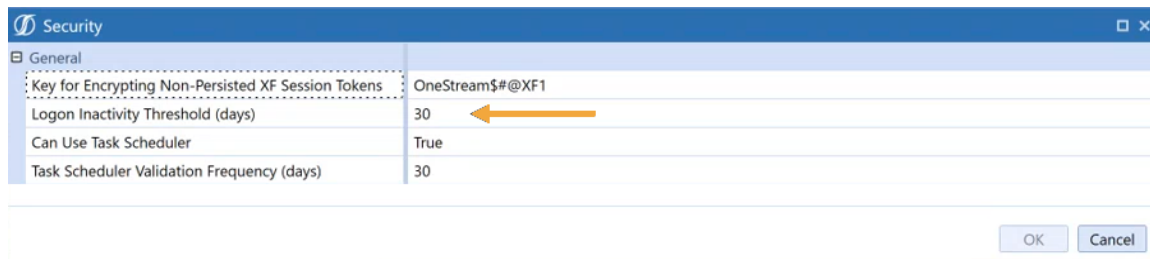 Security
General
Key for Encrypting Non-Persisted XF Session Tokens OneStream$#@XF1
Logon Inactivity Threshold (days) 30
Can Use Task Scheduler True
Task Scheduler Validation Frequency (days) 30
OK Cancel